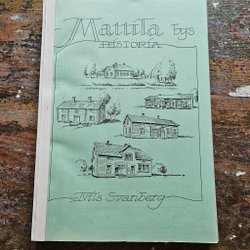 Mattila bys
HISTORIA
Nils Svanberg